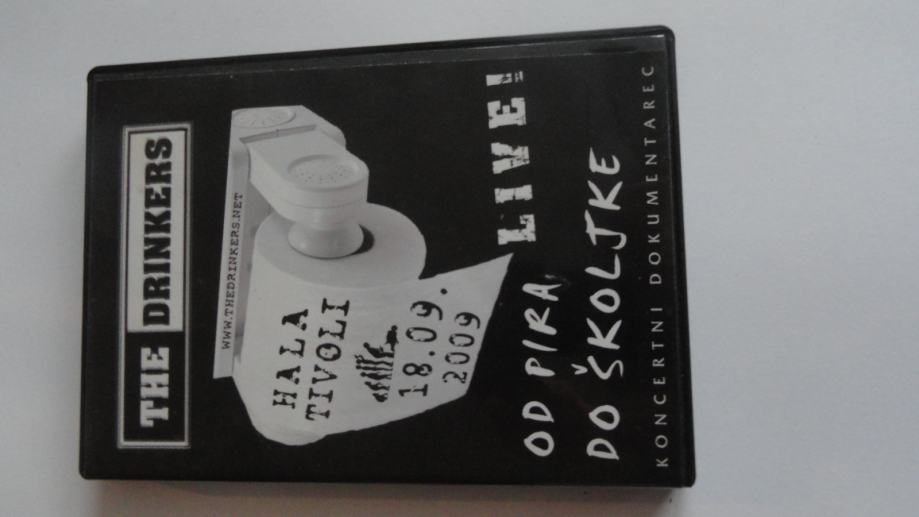 THE DRINKERS
WWW.THEDRINKERS.NET
HALA
TIVOLI
18.09.
2009
LIVE!
OD PIRA
DO ŠKOLJKE
KONCERTNI DOKUMENTAREC